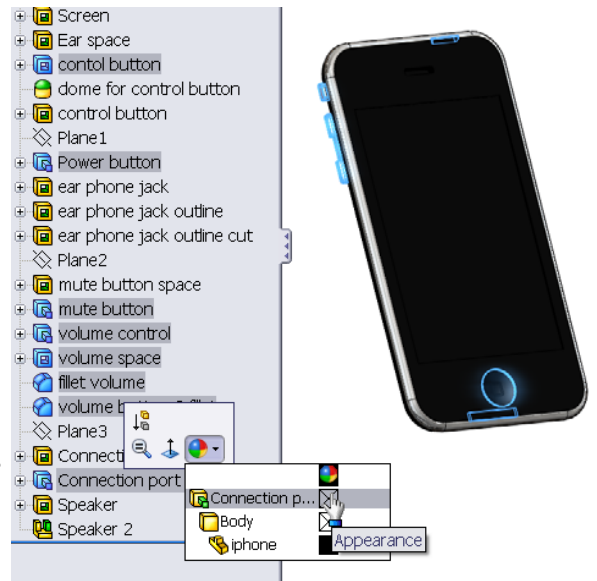 Screen
Ear space
contol button
dome for control button
control button
Plane1
Power button
ear phone jack
ear phone jack outline
ear phone jack outline cut
Plane2
mute button space
mute button
volume control
volume space
fillet volume
volume
Plane3
Connecti
Connection port
Connection p...
Speaker
Body
Speaker 2
iphone
Appearance